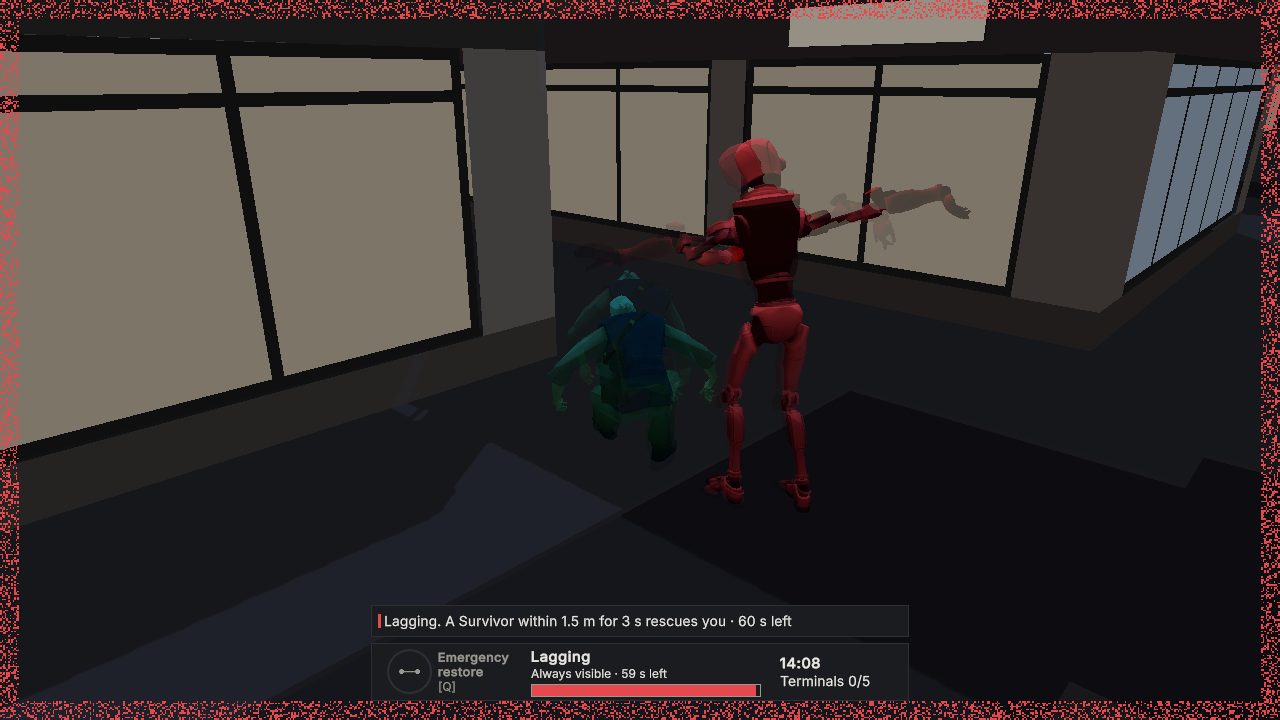 Lagging. A Survivor within 1.5 m for 3 s rescues you · 60 s left
Emergency
restore
[Q]
Lagging
Always visible · 59 s left
14:08
Terminals 0/5